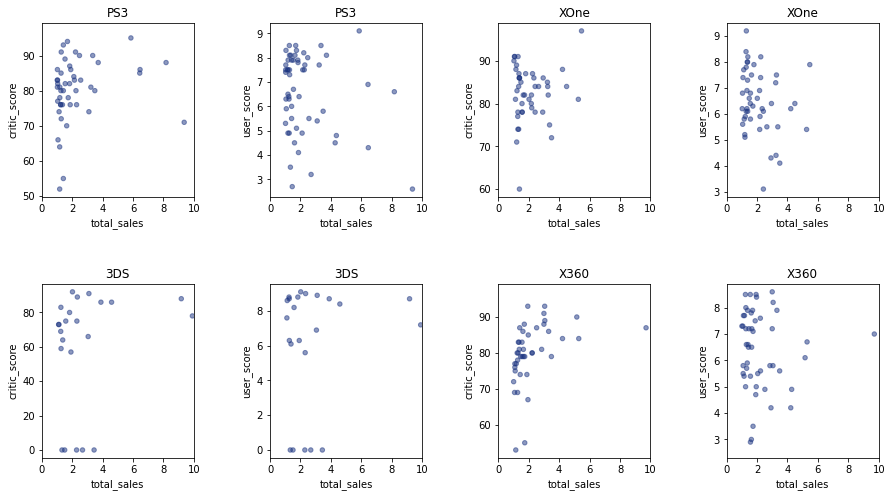 PS3
PS3
XOne
XOne
critic_score
90
80
70
60
50
0 2 4 6 8 10
total_sales
user_score
9
8
7
6
5
4
3
0 2 4 6 8 10
total_sales
critic_score
90
80
70
60
0 2 4 6 8 10
total_sales
user_score
9
8
7
6
5
4
3
0 2 4 6 8 10
total_sales
3DS
3DS
X360
X360
critic_score
80
60
40
20
0
0 2 4 6 8 10
total_sales
user_score
8
6
4
2
0
0 2 4 6 8 10
total_sales
critic_score
90
80
70
60
0 2 4 6 8 10
total_sales
user_score
8
7
6
5
4
3
0 2 4 6 8 10
total_sales